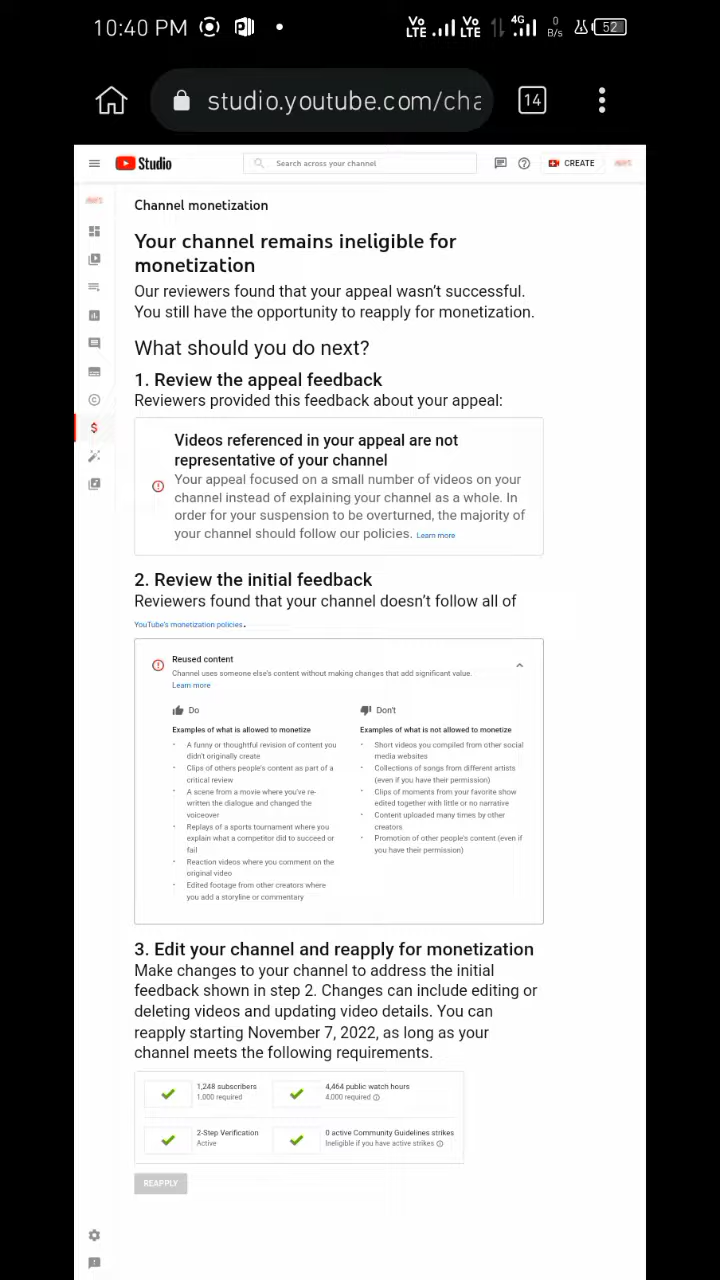 10:40 PM
Vo LTE Vo LTE 4G 0 B/s 52
studio.youtube.com/cha
14
Studio
Search across your channel
CREATE
Channel monetization
Your channel remains ineligible for
monetization
Our reviewers found that your appeal wasn't successful.
You still have the opportunity to reapply for monetization.
What should you do next?
1. Review the appeal feedback
Reviewers provided this feedback about your appeal:
Videos referenced in your appeal are not
representative of your channel
Your appeal focused on a small number of videos on your
channel instead of explaining your channel as a whole. In
order for your suspension to be overturned, the majority of
your channel should follow our policies. Learn more
2. Review the initial feedback
Reviewers found that your channel doesn't follow all of
YouTube's monetization policies.
Reused content
Channel uses someone else's content without making changes that add significant value.
Learn more
Do
Examples of what is allowed to monetize
· A funny or thoughtful revision of content you
didn't originally create
· Clips of others people's content as part of a
critical review
· A scene from a movie where you've re-
written the dialogue and changed the
voiceover
· Replays of a sports tournament where you
explain what a competitor did to succeed or
fail
· Reaction videos where you comment on the
original video
· Edited footage from other creators where
you add a storyline or commentary
Don't
Examples of what is not allowed to monetize
· Short videos you compiled from other social
media websites
· Collections of songs from different artists
(even if you have their permission)
· Clips of moments from your favorite show
edited together with little or no narrative
· Content uploaded many times by other
creators
· Promotion of other people's content (even if
you have their permission)
3. Edit your channel and reapply for monetization
Make changes to your channel to address the initial
feedback shown in step 2. Changes can include editing or
deleting videos and updating video details. You can
reapply starting November 7, 2022, as long as your
channel meets the following requirements.
1,248 subscribers
1,000 required
4,464 public watch hours
4,000 required
2-Step Verification
Active
0 active Community Guidelines strikes
Ineligible if you have active strikes
REAPPLY